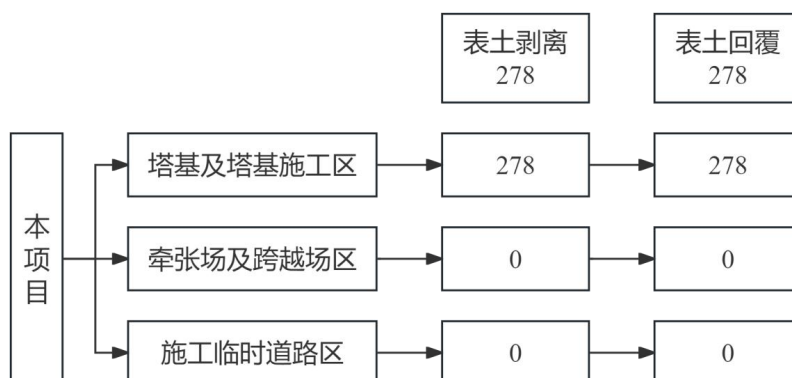 表土剥离
278
表土回覆
278
塔基及塔基施工区
278
278
本项目
牵张场及跨越场区
0
0
施工临时道路区
0
0